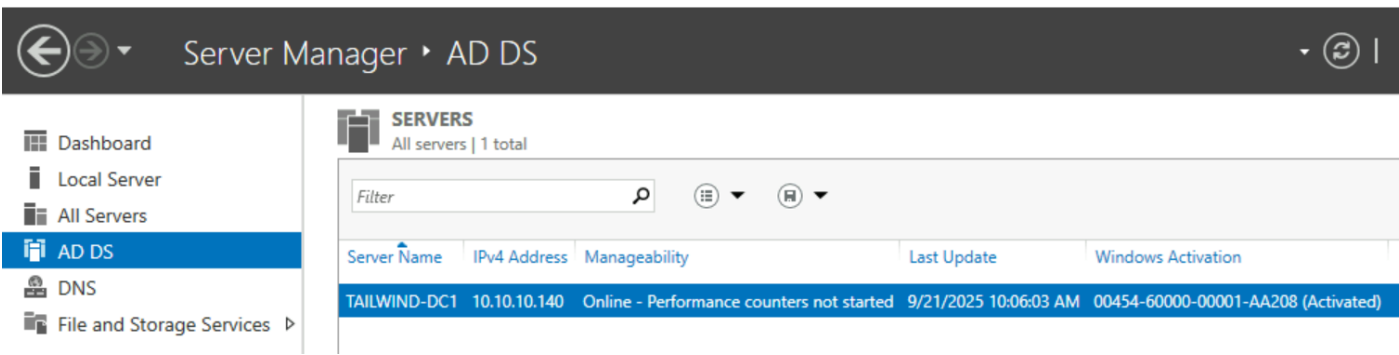 Server Manager ‣ AD DS
Dashboard
Local Server
All Servers
AD DS
DNS
File and Storage Services
SERVERS
All servers | 1 total
Filter
Server Name IPv4 Address Manageability Last Update Windows Activation
TAILWIND-DC1 10.10.10.140 Online - Performance counters not started 9/21/2025 10:06:03 AM 00454-60000-00001-AA208 (Activated)